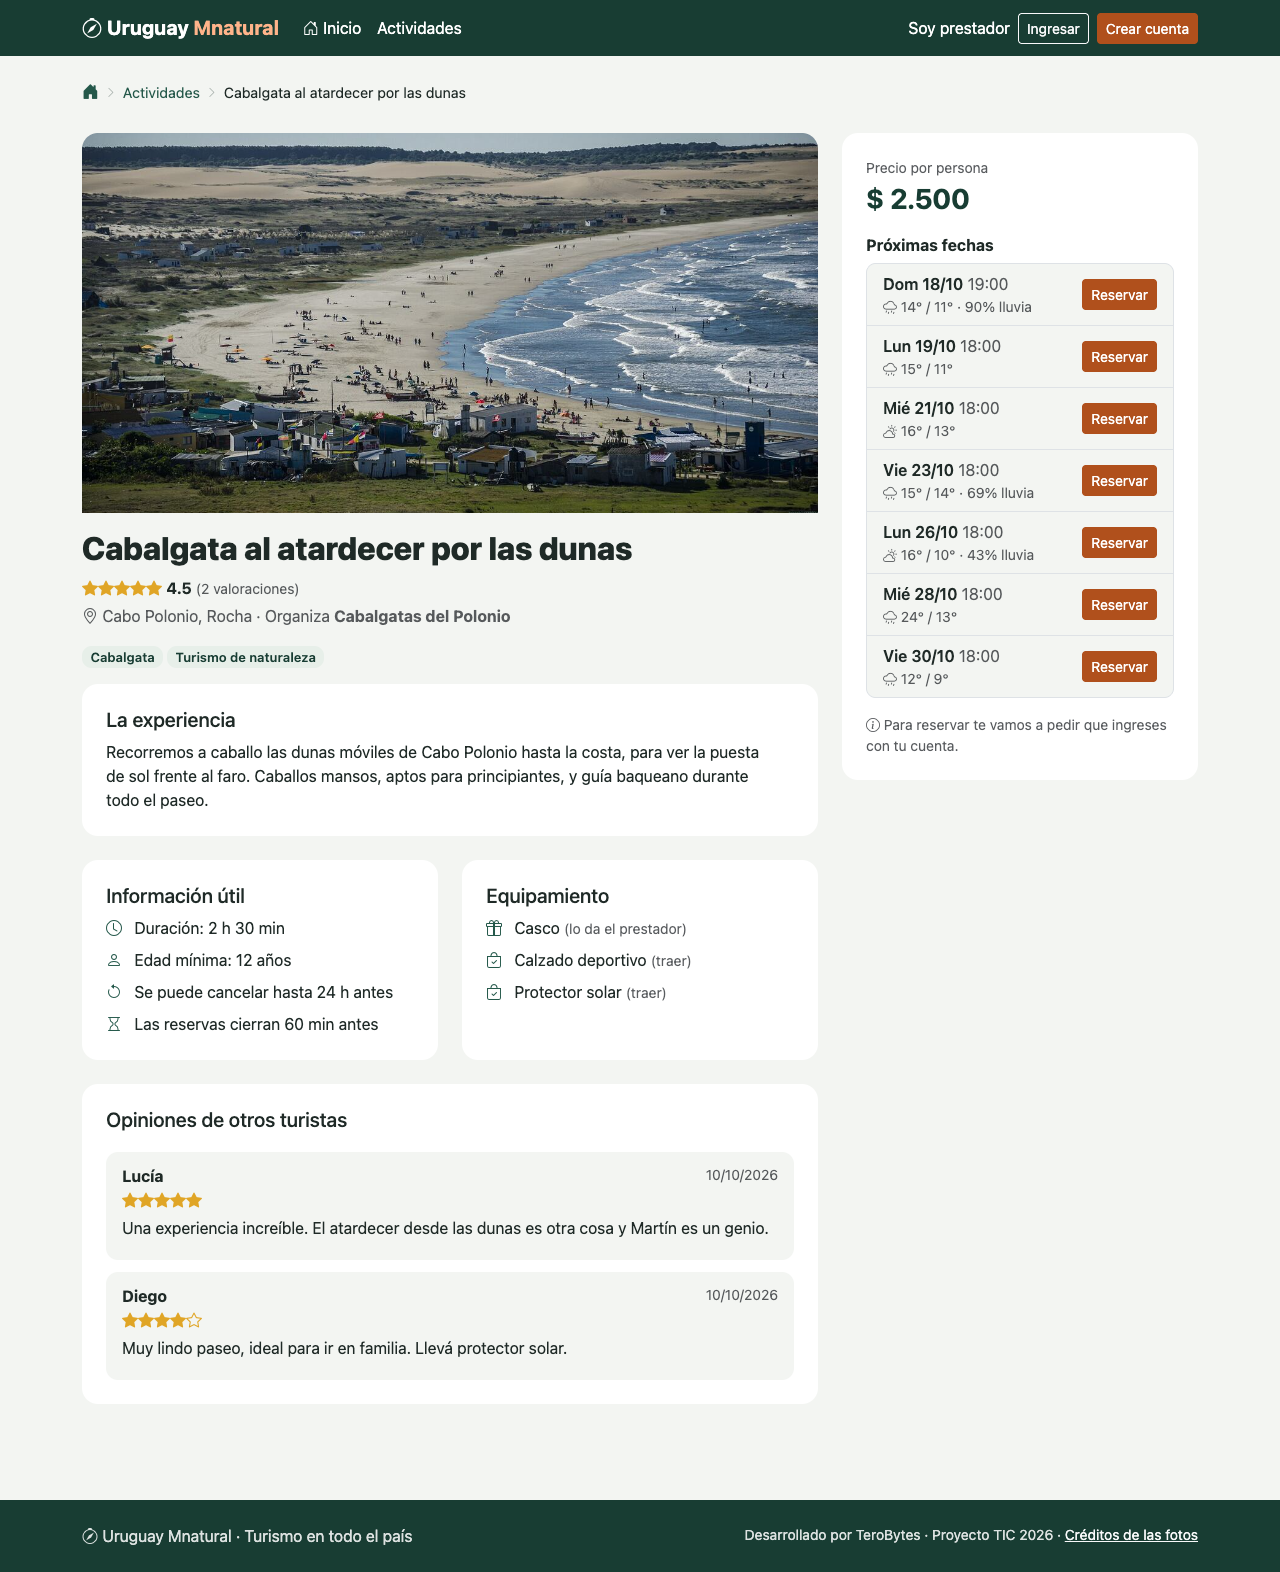 Uruguay Mnatural
Inicio
Actividades
Soy prestador
Ingresar
Crear cuenta
Actividades
Cabalgata al atardecer por las dunas
Cabalgata al atardecer por las dunas
4.5 (2 valoraciones)
Cabo Polonio, Rocha · Organiza Cabalgatas del Polonio
Cabalgata
Turismo de naturaleza
La experiencia
Recorremos a caballo las dunas móviles de Cabo Polonio hasta la costa, para ver la puesta
de sol frente al faro. Caballos mansos, aptos para principiantes, y guía baqueano durante
todo el paseo.
Información útil
Duración: 2 h 30 min
Edad mínima: 12 años
Se puede cancelar hasta 24 h antes
Las reservas cierran 60 min antes
Equipamiento
Casco (lo da el prestador)
Calzado deportivo (traer)
Protector solar (traer)
Opiniones de otros turistas
Lucía
10/10/2026
Una experiencia increíble. El atardecer desde las dunas es otra cosa y Martín es un genio.
Diego
10/10/2026
Muy lindo paseo, ideal para ir en familia. Llevá protector solar.
Precio por persona
$ 2.500
Próximas fechas
Dom 18/10 19:00
14° / 11° · 90% lluvia
Reservar
Lun 19/10 18:00
15° / 11°
Reservar
Mié 21/10 18:00
16° / 13°
Reservar
Vie 23/10 18:00
15° / 14° · 69% lluvia
Reservar
Lun 26/10 18:00
16° / 10° · 43% lluvia
Reservar
Mié 28/10 18:00
24° / 13°
Reservar
Vie 30/10 18:00
12° / 9°
Reservar
Para reservar te vamos a pedir que ingreses
con tu cuenta.
Uruguay Mnatural · Turismo en todo el país
Desarrollado por TeroBytes · Proyecto TIC 2026 · Créditos de las fotos